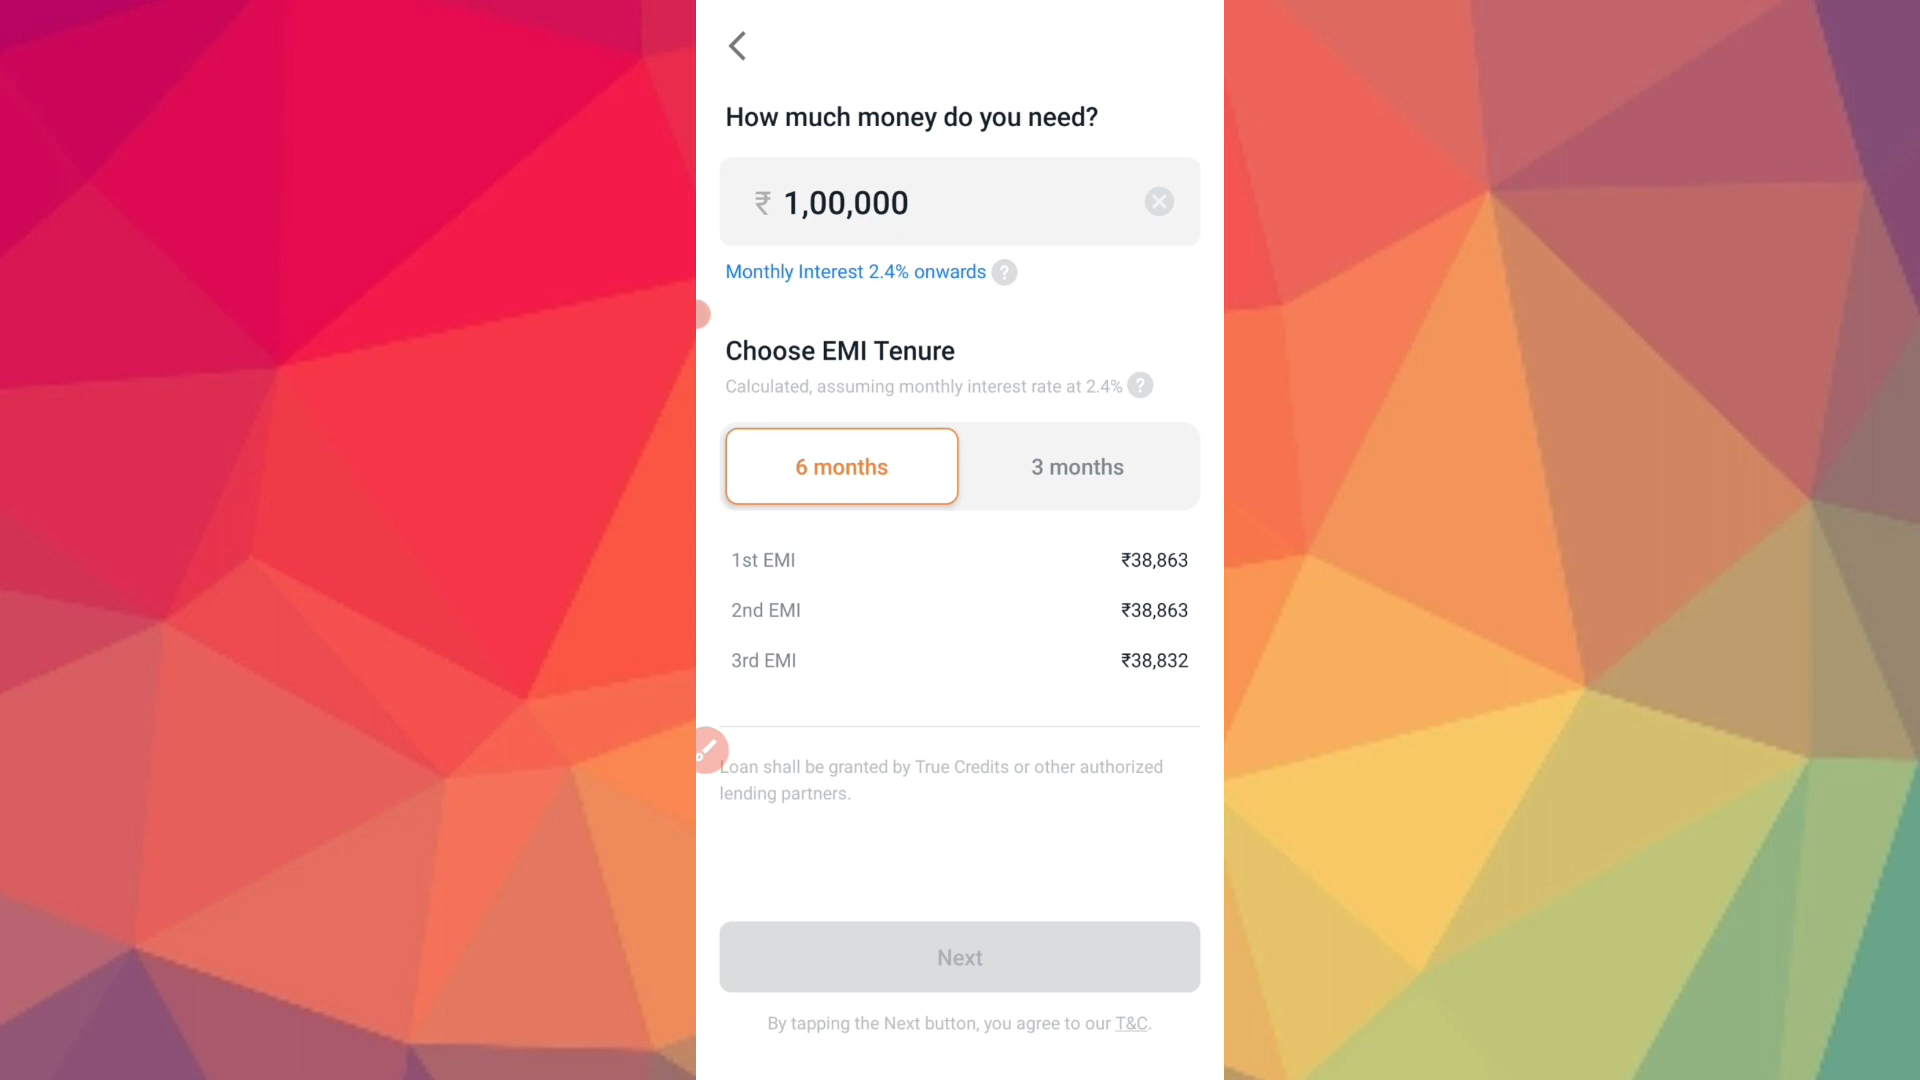 How much money do you need?
₹ 1,00,000
Monthly Interest 2.4% onwards ?
Choose EMI Tenure
Calculated, assuming monthly interest rate at 2.4% ?
6 months 3 months
1st EMI ₹38,863
2nd EMI ₹38,863
3rd EMI ₹38,832
Loan shall be granted by True Credits or other authorized
lending partners.
Next
By tapping the Next button, you agree to our T&C.